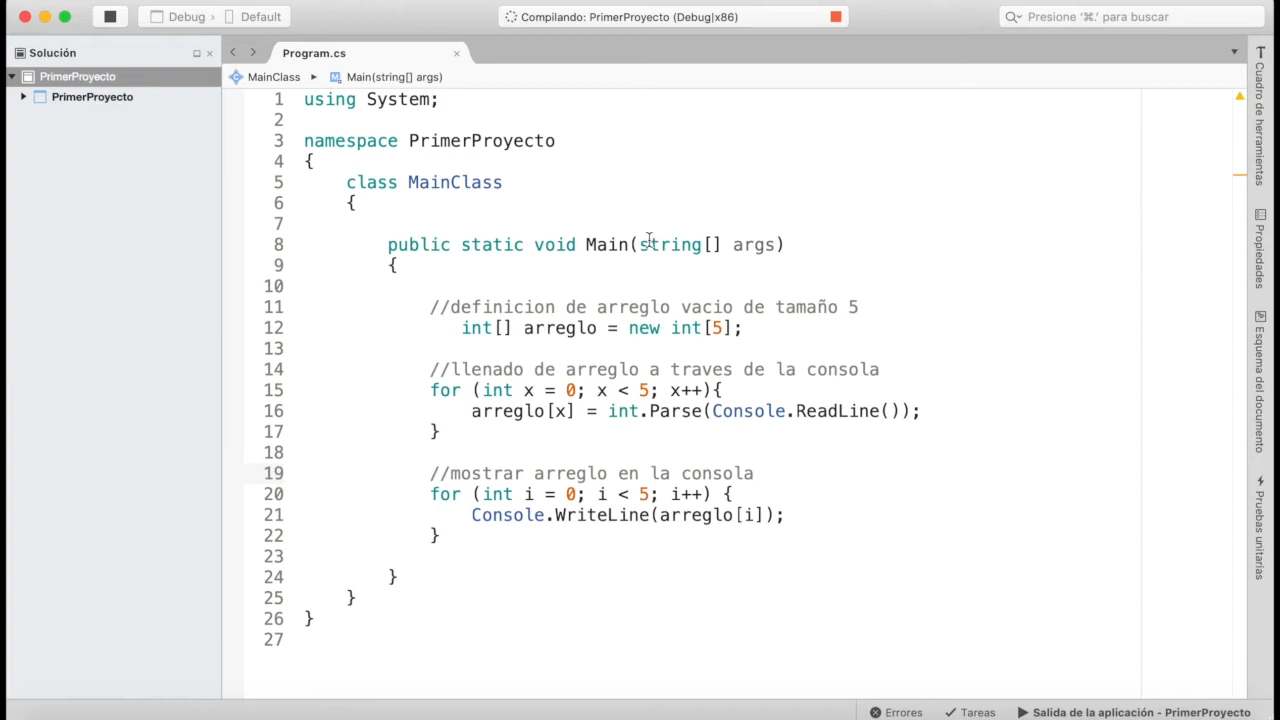 Debug › Default
Compilando: PrimerProyecto (Debug|x86)
Presione '⌘.' para buscar
Solución
Program.cs
PrimerProyecto
MainClass ▶ Main(string[] args)
PrimerProyecto
1 using System;
2
3 namespace PrimerProyecto
4 {
5 class MainClass
6 {
7
8 public static void Main(string[] args)
9 {
10
11 //definicion de arreglo vacio de tamaño 5
12 int[] arreglo = new int[5];
13
14 //llenado de arreglo a traves de la consola
15 for (int x = 0; x < 5; x++){
16 arreglo[x] = int.Parse(Console.ReadLine());
17 }
18
19 //mostrar arreglo en la consola
20 for (int i = 0; i < 5; i++) {
21 Console.WriteLine(arreglo[i]);
22 }
23
24 }
25 }
26 }
27
Cuadro de herramientas
Propiedades
Esquema del documento
Pruebas unitarias
Errores
Tareas
Salida de la aplicación - PrimerProyecto